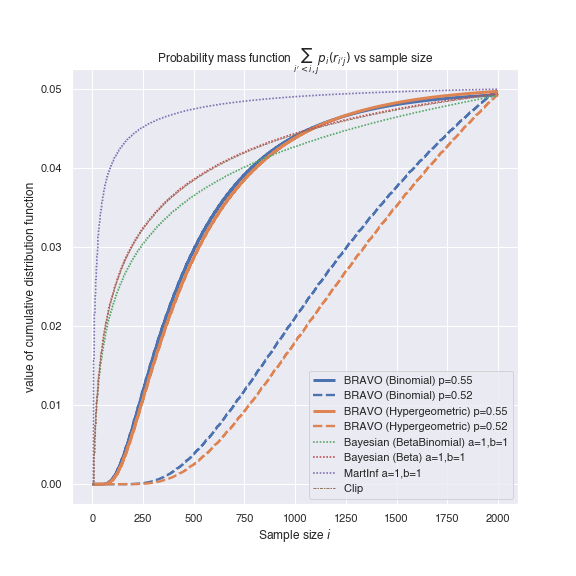 Probability mass function $\sum_{i'<i,j} p_i(r_{i'j})$ vs sample size
value of cumulative distribution function
0.05
0.04
0.03
0.02
0.01
0.00
BRAVO (Binomial) p=0.55
BRAVO (Binomial) p=0.52
BRAVO (Hypergeometric) p=0.55
BRAVO (Hypergeometric) p=0.52
Bayesian (BetaBinomial) a=1,b=1
Bayesian (Beta) a=1,b=1
MartInf a=1,b=1
Clip
0 250 500 750 1000 1250 1500 1750 2000
Sample size i